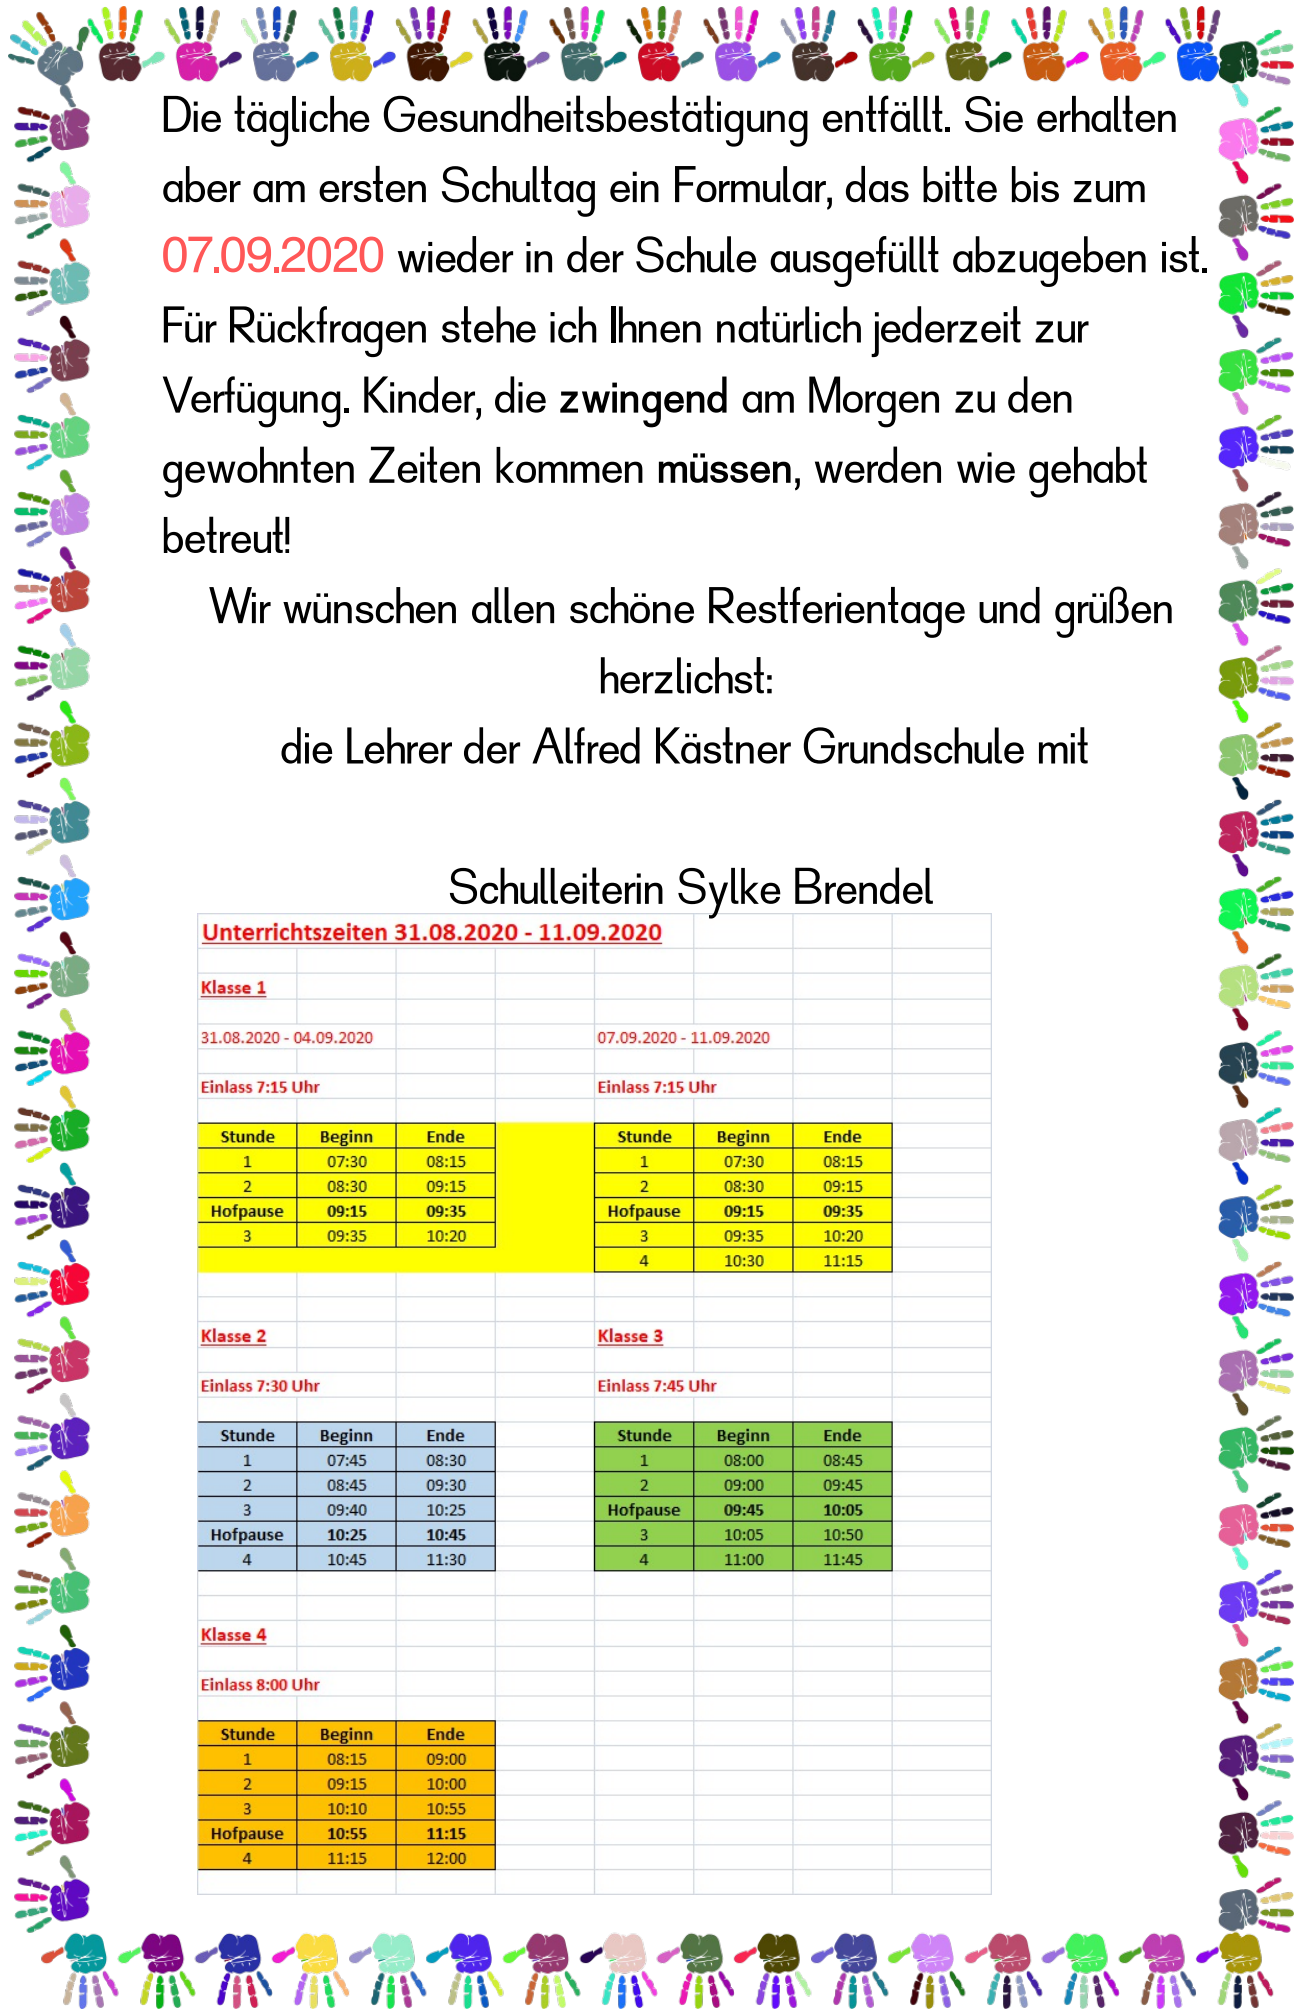 Die tägliche Gesundheitsbestätigung entfällt. Sie erhalten
aber am ersten Schultag ein Formular, das bitte bis zum
07.09.2020 wieder in der Schule ausgefüllt abzugeben ist.
Für Rückfragen stehe ich Ihnen natürlich jederzeit zur
Verfügung. Kinder, die zwingend am Morgen zu den
gewohnten Zeiten kommen müssen, werden wie gehabt
betreut!
Wir wünschen allen schöne Restferientage und grüßen
herzlichst:
die Lehrer der Alfred Kästner Grundschule mit
Schulleiterin Sylke Brendel
Unterrichtszeiten 31.08.2020 - 11.09.2020
Klasse 1
31.08.2020 - 04.09.2020 07.09.2020 - 11.09.2020
Einlass 7:15 Uhr Einlass 7:15 Uhr
Stunde Beginn Ende Stunde Beginn Ende
1 07:30 08:15 1 07:30 08:15
2 08:30 09:15 2 08:30 09:15
Hofpause 09:15 09:35 Hofpause 09:15 09:35
3 09:35 10:20 3 09:35 10:20
4 10:30 11:15
Klasse 2 Klasse 3
Einlass 7:30 Uhr Einlass 7:45 Uhr
Stunde Beginn Ende Stunde Beginn Ende
1 07:45 08:30 1 08:00 08:45
2 08:45 09:30 2 09:00 09:45
3 09:40 10:25 Hofpause 09:45 10:05
Hofpause 10:25 10:45 3 10:05 10:50
4 10:45 11:30 4 11:00 11:45
Klasse 4
Einlass 8:00 Uhr
Stunde Beginn Ende
1 08:15 09:00
2 09:15 10:00
3 10:10 10:55
Hofpause 10:55 11:15
4 11:15 12:00